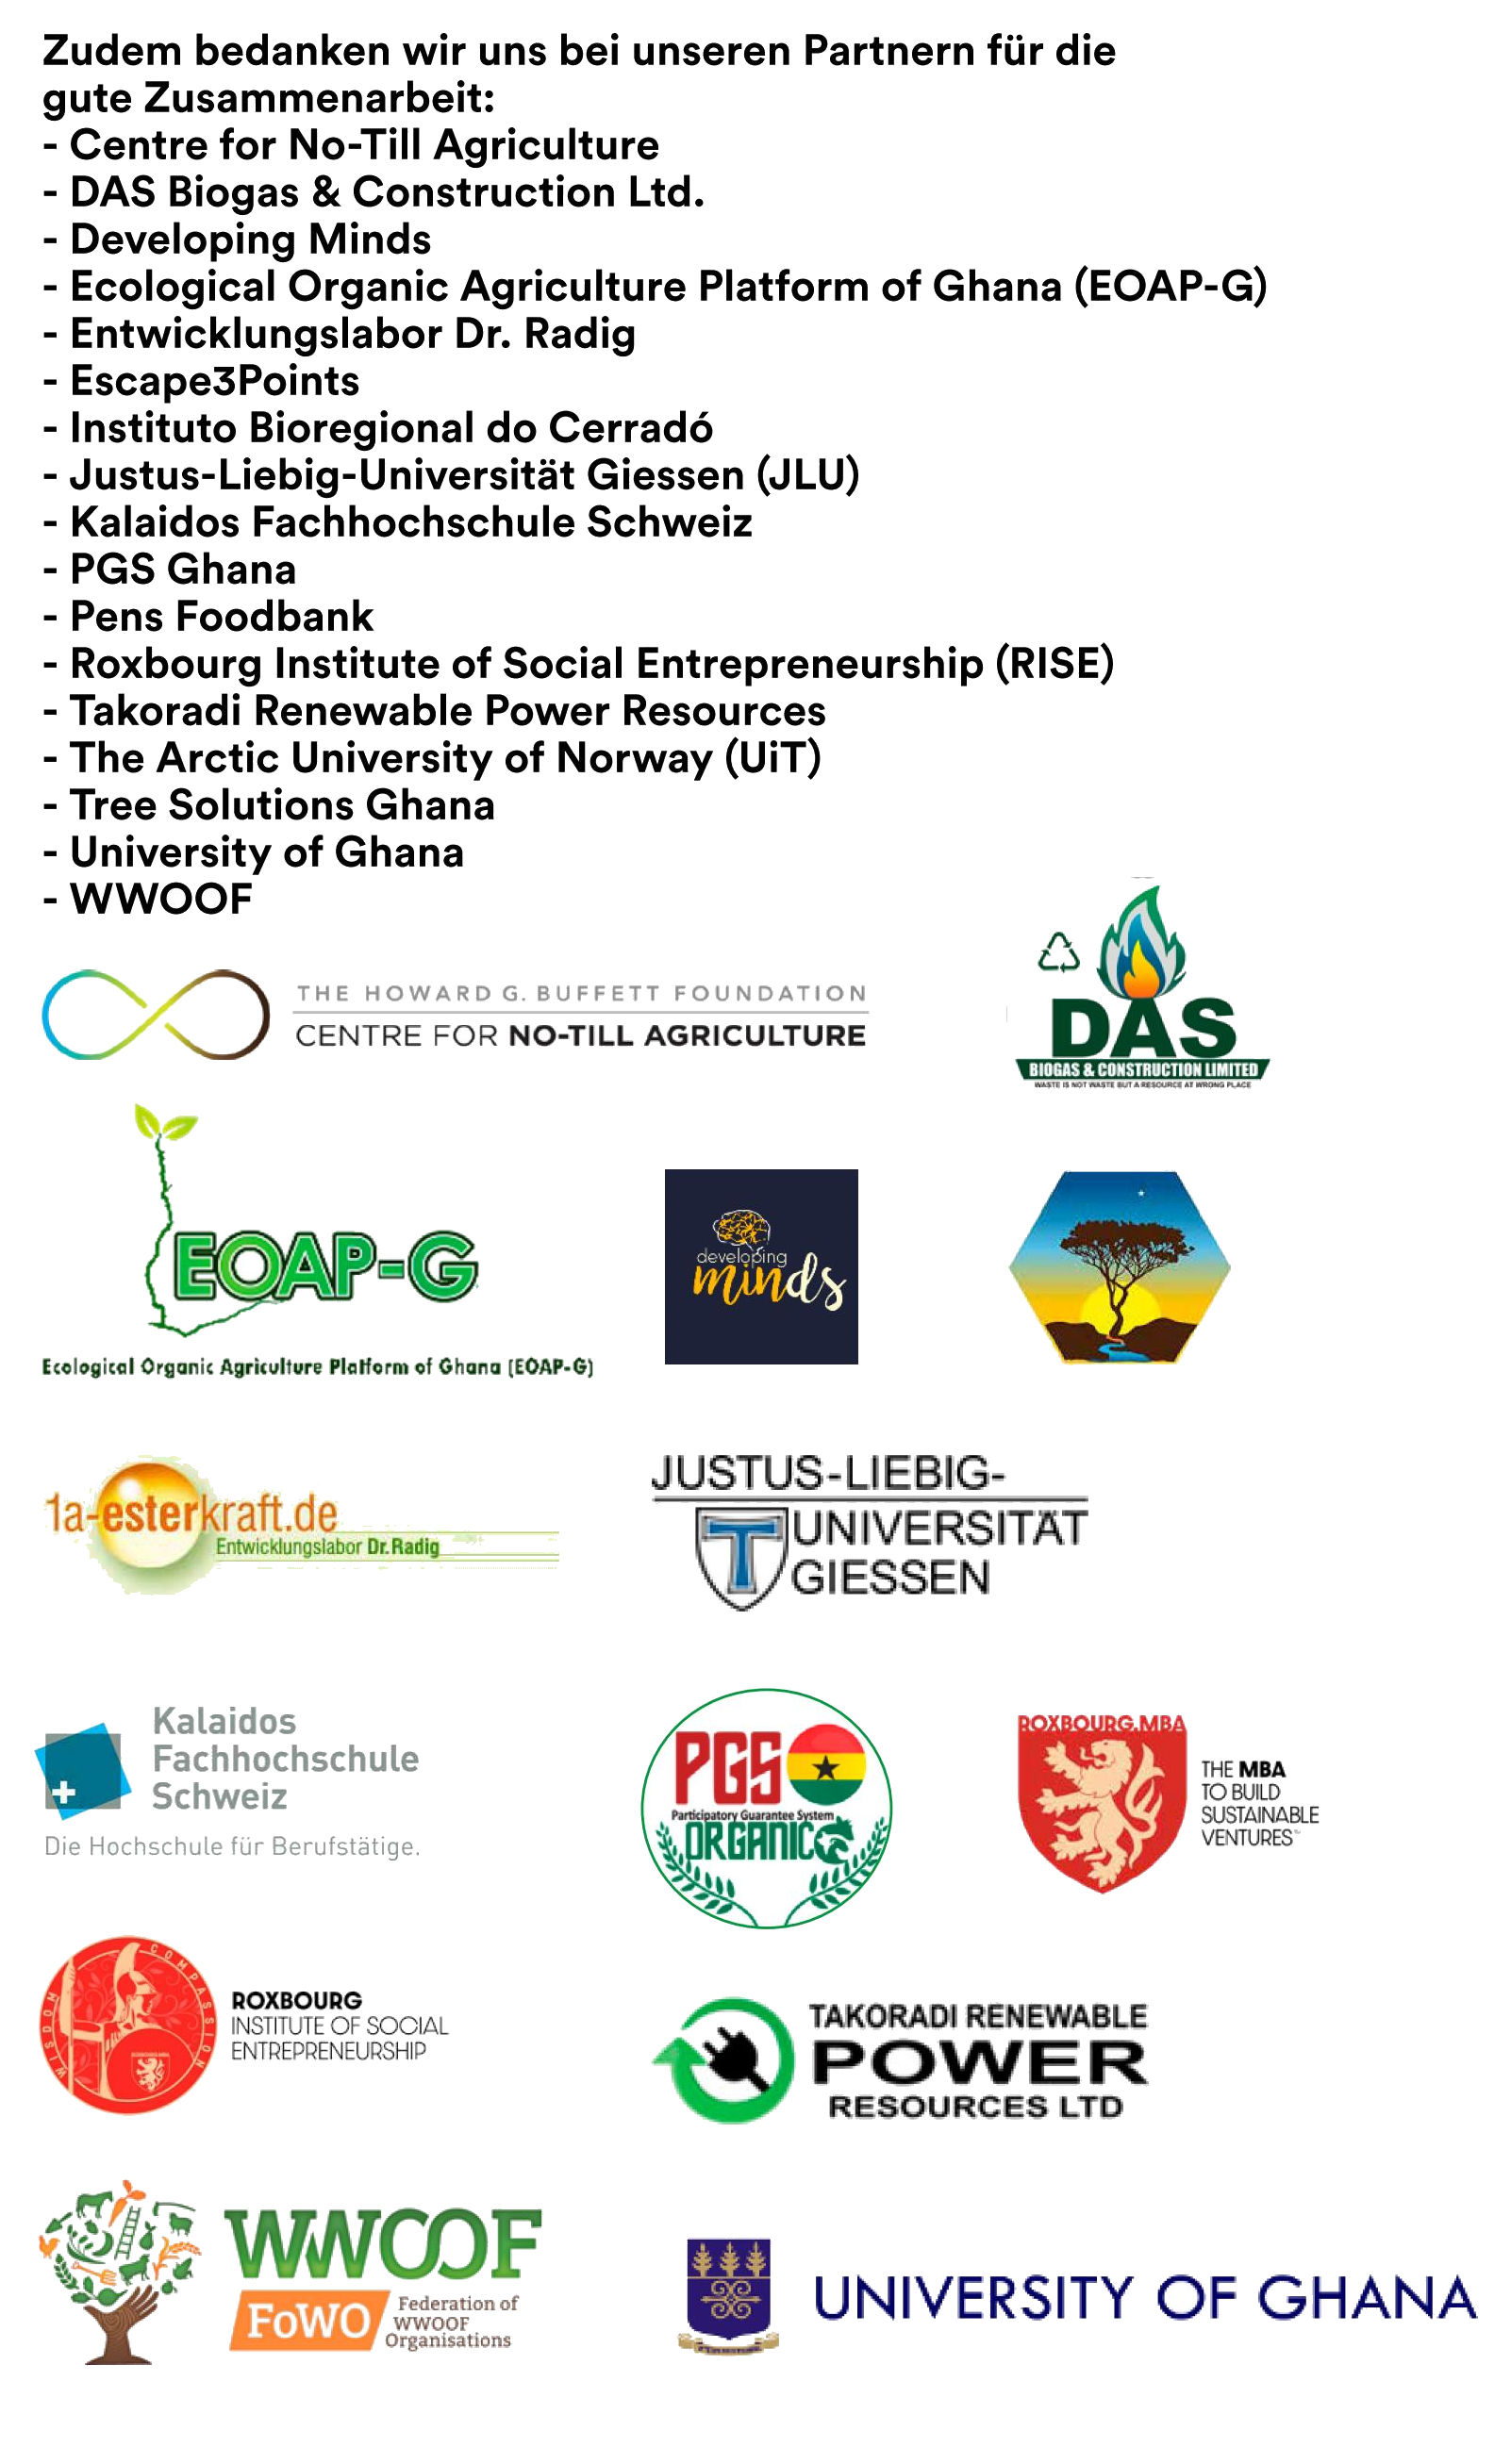 Zudem bedanken wir uns bei unseren Partnern für die
gute Zusammenarbeit:
- Centre for No-Till Agriculture
- DAS Biogas & Construction Ltd.
- Developing Minds
- Ecological Organic Agriculture Platform of Ghana (EOAP-G)
- Entwicklungslabor Dr. Radig
- Escape3Points
- Instituto Bioregional do Cerradó
- Justus-Liebig-Universität Giessen (JLU)
- Kalaidos Fachhochschule Schweiz
- PGS Ghana
- Pens Foodbank
- Roxbourg Institute of Social Entrepreneurship (RISE)
- Takoradi Renewable Power Resources
- The Arctic University of Norway (UiT)
- Tree Solutions Ghana
- University of Ghana
- WWOOF
THE HOWARD G. BUFFETT FOUNDATION
CENTRE FOR NO-TILL AGRICULTURE
DAS
BIOGAS & CONSTRUCTION LIMITED
WASTE IS NOT WASTE BUT A RESOURCE AT WRONG PLACE
EOAP-G
Ecological Organic Agriculture Platform of Ghana (EOAP-G)
developing
minds
1a-esterkraft.de
Entwicklungslabor Dr. Radig
JUSTUS-LIEBIG-
UNIVERSITÄT
GIESSEN
Kalaidos
Fachhochschule
Schweiz
Die Hochschule für Berufstätige.
PGS
Participatory Guarantee System
ORGANIC
ROXBOURG.MBA
THE MBA
TO BUILD
SUSTAINABLE
VENTURES
WISDOM
COMPASSION
ROXBOURG
INSTITUTE OF SOCIAL
ENTREPRENEURSHIP
TAKORADI RENEWABLE
POWER
RESOURCES LTD
WWOOF
FoWO
Federation of
WWOOF
Organisations
UNIVERSITY OF GHANA